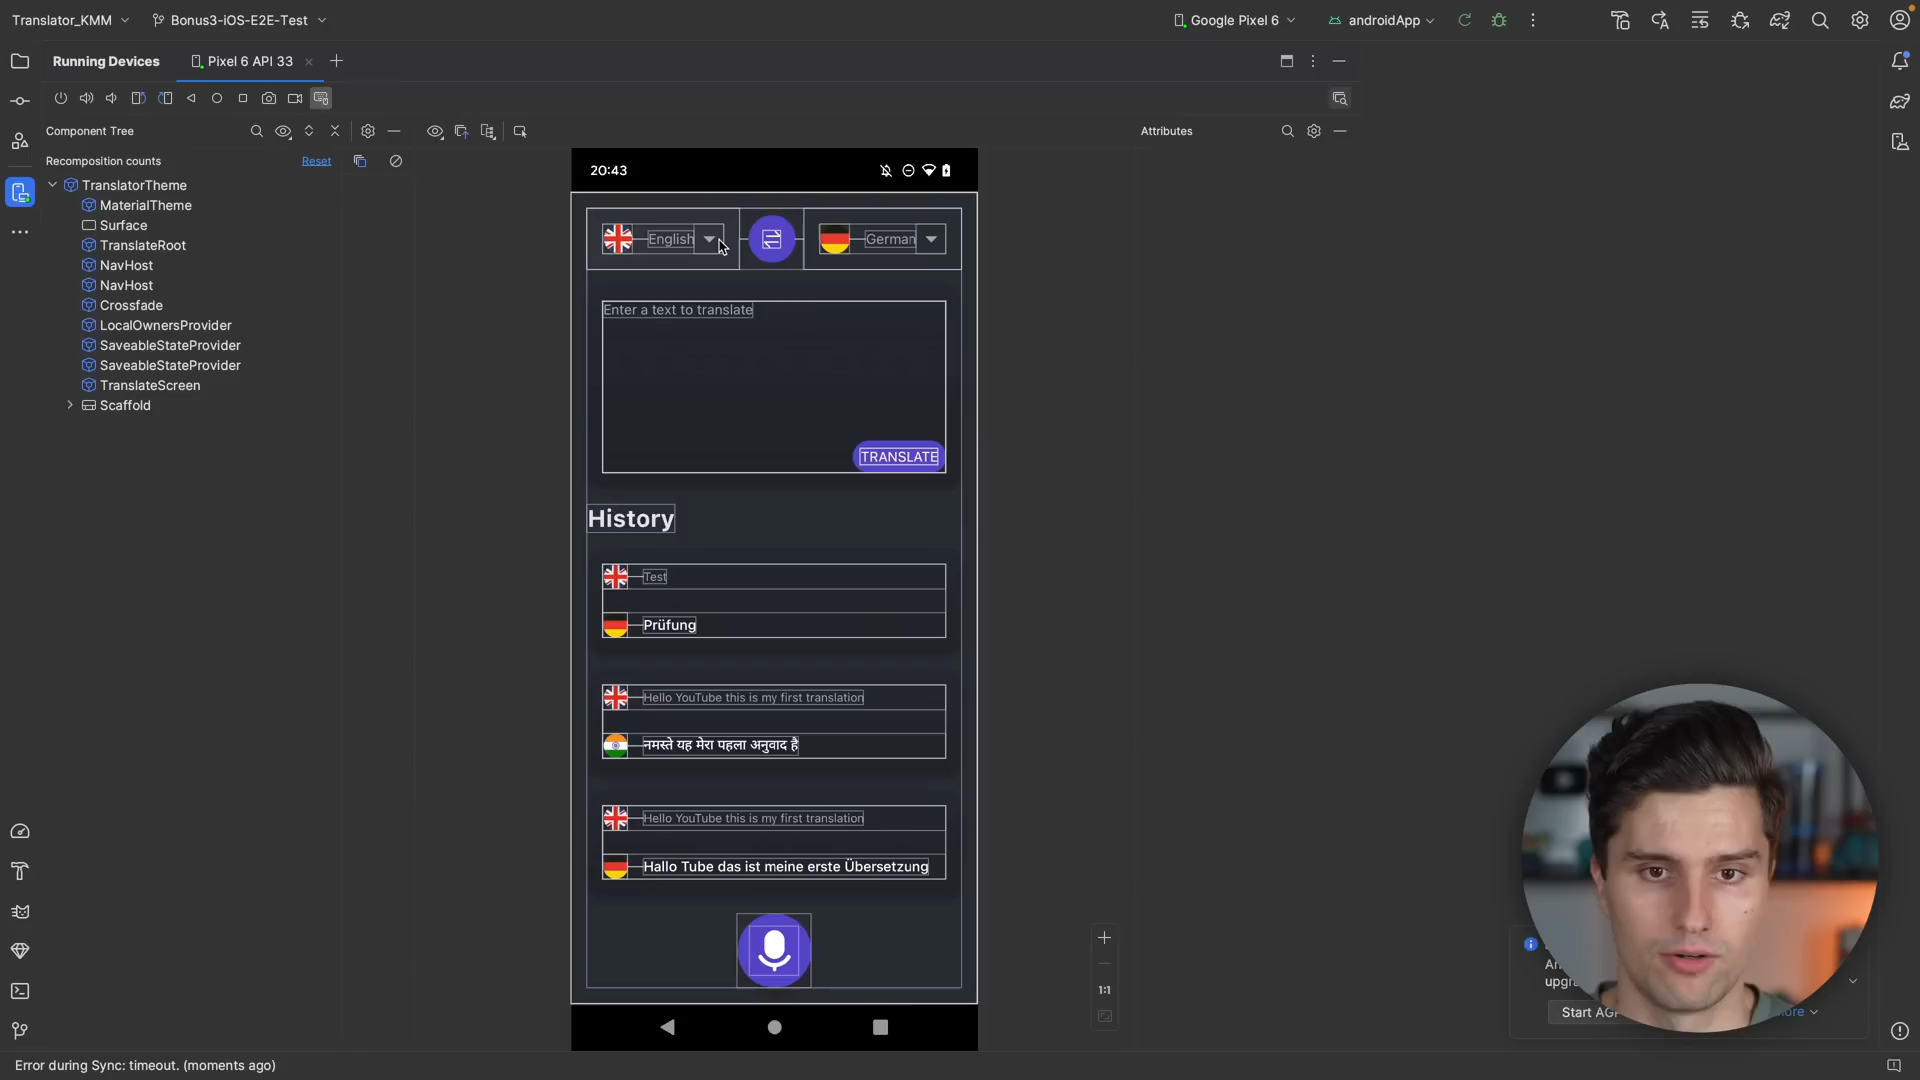 Translator_KMM
Bonus3-iOS-E2E-Test
Google Pixel 6
androidApp
Running Devices
Pixel 6 API 33
Component Tree
Attributes
Recomposition counts
Reset
TranslatorTheme
MaterialTheme
Surface
TranslateRoot
NavHost
NavHost
Crossfade
LocalOwnersProvider
SaveableStateProvider
SaveableStateProvider
TranslateScreen
Scaffold
20:43
English
German
Enter a text to translate
TRANSLATE
History
Test
Prüfung
Hello YouTube this is my first translation
नमस्ते यह मेरा पहला अनुवाद है
Hello YouTube this is my first translation
Hallo Tube das ist meine erste Übersetzung
1:1
Start
Error during Sync: timeout. (moments ago)